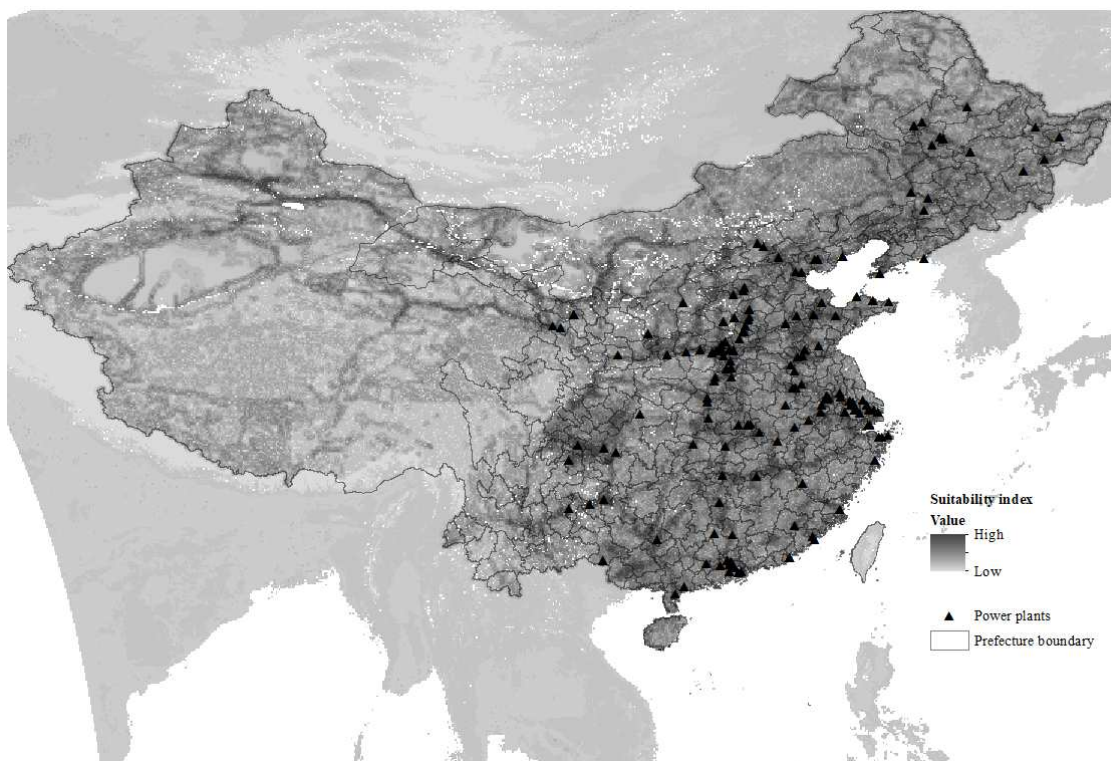 Suitability index
Value
High
Low
Power plants
Prefecture boundary